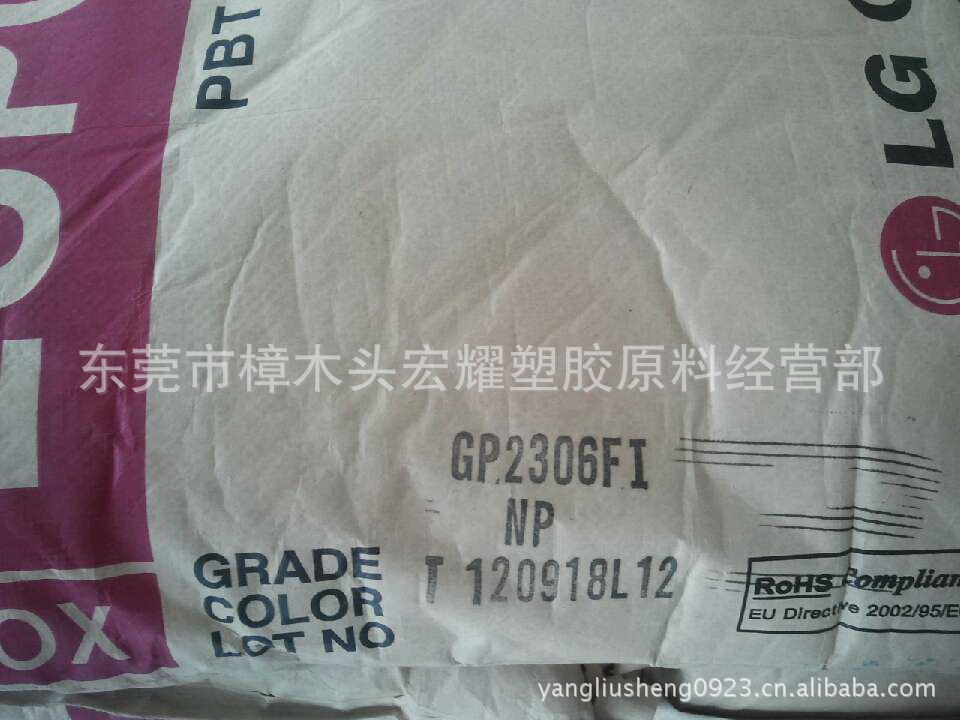 PBT
LG
东莞市樟木头宏耀塑胶原料经营部
GP2306FI
NP
T 120918L12
GRADE
COLOR
LOT NO
RoHS Complian
EU Directive 2002/95/E
OX
yangliusheng0923.cn.alibaba.com